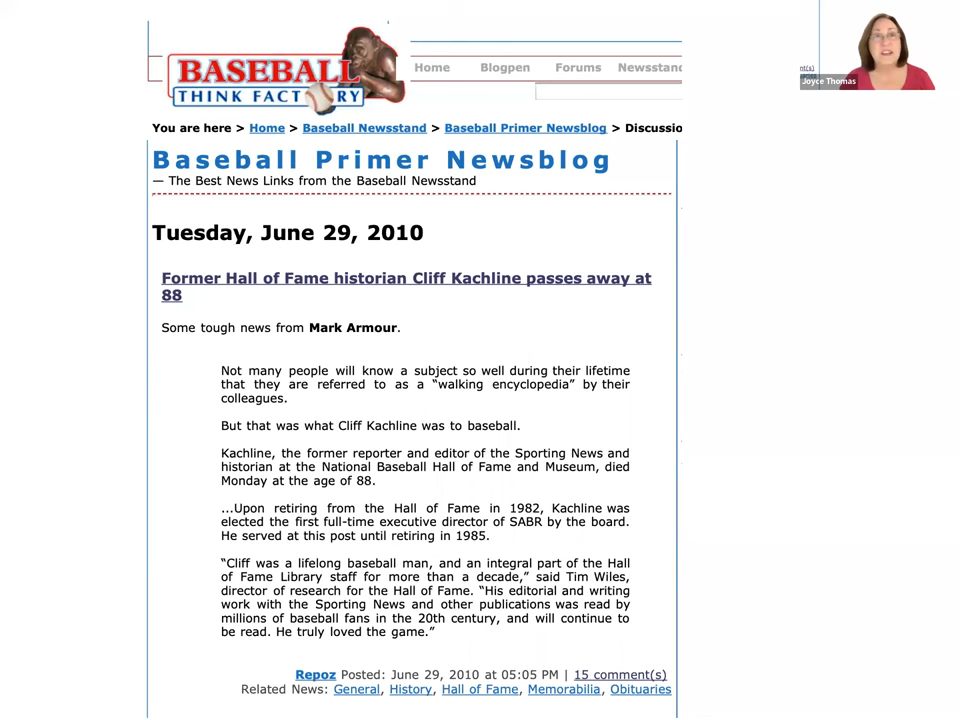 BASEBALL
THINK FACTORY
Home Blogpen Forums Newsstand
nt(s)
Joyce Thomas
You are here > Home > Baseball Newsstand > Baseball Primer Newsblog > Discussio
Baseball Primer Newsblog
— The Best News Links from the Baseball Newsstand
Tuesday, June 29, 2010
Former Hall of Fame historian Cliff Kachline passes away at
88
Some tough news from Mark Armour.
Not many people will know a subject so well during their lifetime
that they are referred to as a “walking encyclopedia” by their
colleagues.
But that was what Cliff Kachline was to baseball.
Kachline, the former reporter and editor of the Sporting News and
historian at the National Baseball Hall of Fame and Museum, died
Monday at the age of 88.
...Upon retiring from the Hall of Fame in 1982, Kachline was
elected the first full-time executive director of SABR by the board.
He served at this post until retiring in 1985.
“Cliff was a lifelong baseball man, and an integral part of the Hall
of Fame Library staff for more than a decade,” said Tim Wiles,
director of research for the Hall of Fame. “His editorial and writing
work with the Sporting News and other publications was read by
millions of baseball fans in the 20th century, and will continue to
be read. He truly loved the game.”
Repoz Posted: June 29, 2010 at 05:05 PM | 15 comment(s)
Related News: General, History, Hall of Fame, Memorabilia, Obituaries